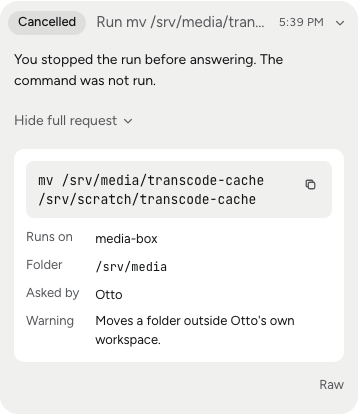 Cancelled Run mv /srv/media/tran... 5:39 PM
You stopped the run before answering. The
command was not run.
Hide full request
mv /srv/media/transcode-cache
/srv/scratch/transcode-cache
Runs on media-box
Folder /srv/media
Asked by Otto
Warning Moves a folder outside Otto's own
workspace.
Raw